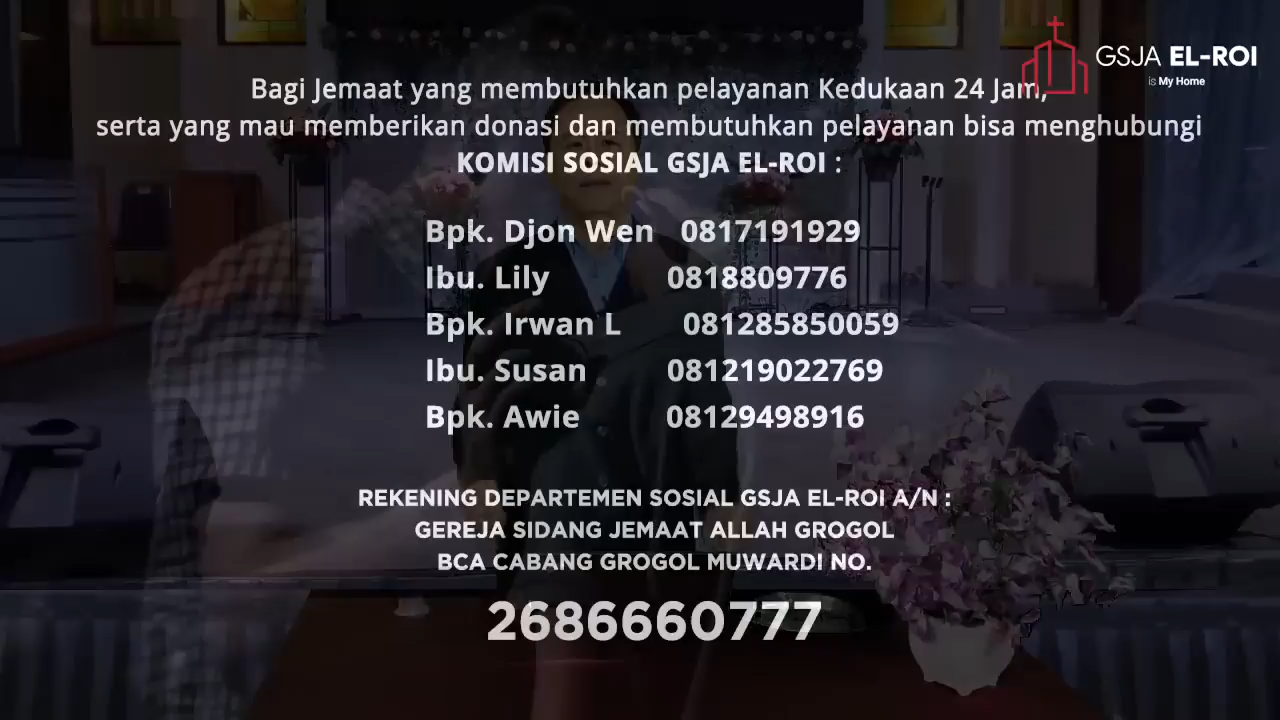 GSJA EL-ROI
is My Home
Bagi Jemaat yang membutuhkan pelayanan Kedukaan 24 Jam,
serta yang mau memberikan donasi dan membutuhkan pelayanan bisa menghubungi
KOMISI SOSIAL GSJA EL-ROI :
Bpk. Djon Wen 0817191929
Ibu. Lily 0818809776
Bpk. Irwan L 081285850059
Ibu. Susan 081219022769
Bpk. Awie 08129498916
REKENING DEPARTEMEN SOSIAL GSJA EL-ROI A/N :
GEREJA SIDANG JEMAAT ALLAH GROGOL
BCA CABANG GROGOL MUWARDI NO.
2686660777